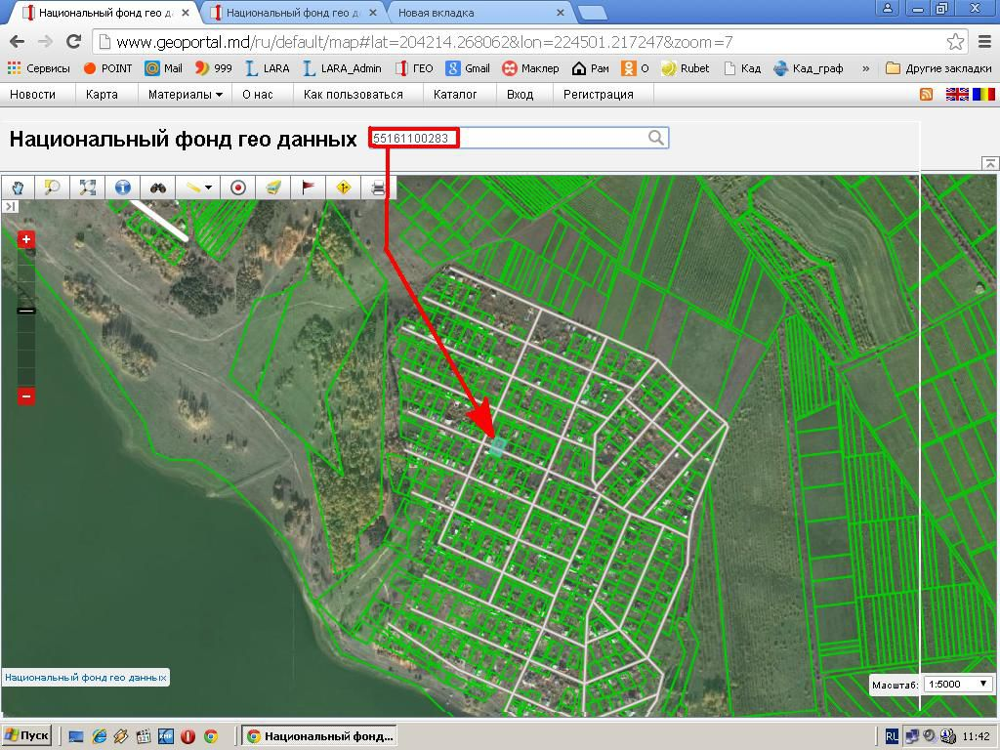 Национальный фонд гео да
Национальный фонд гео д
Новая вкладка
www.geoportal.md/ru/default/map#lat=204214.268062&lon=224501.217247&zoom=7
Сервисы POINT Mail 999 LARA LARA_Admin ГЕО Gmail Маклер Рам О Rubet Кад Кад_граф » Другие закладки
Новости Карта Материалы О нас Как пользоваться Каталог Вход Регистрация
Национальный фонд гео данных 55161100283
Национальный фонд гео данных
Масштаб: 1:5000
Пуск Национальный фонд... RL 11:42